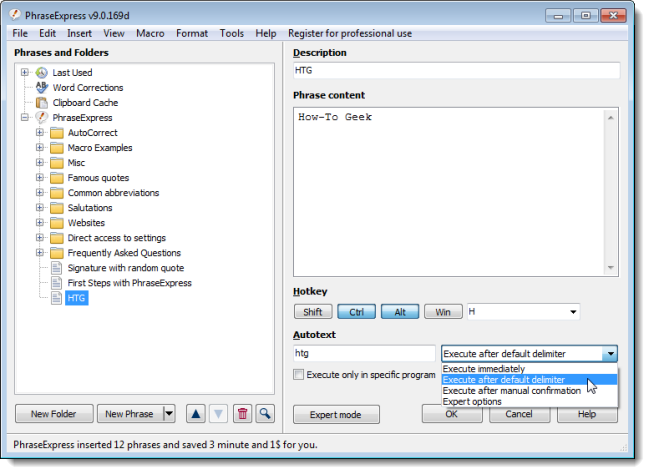 PhraseExpress v9.0.169d
File Edit Insert View Macro Format Tools Help Register for professional use
Phrases and Folders
Last Used
Word Corrections
Clipboard Cache
PhraseExpress
AutoCorrect
Macro Examples
Misc
Famous quotes
Common abbreviations
Salutations
Websites
Direct access to settings
Frequently Asked Questions
Signature with random quote
First Steps with PhraseExpress
HTG
New Folder New Phrase
Description
HTG
Phrase content
How-To Geek
Hotkey
Shift Ctrl Alt Win H
Autotext
htg Execute after default delimiter
Execute only in specific program
Execute immediately
Execute after default delimiter
Execute after manual confirmation
Expert options
Expert mode OK Cancel Help
PhraseExpress inserted 12 phrases and saved 3 minute and 1$ for you.